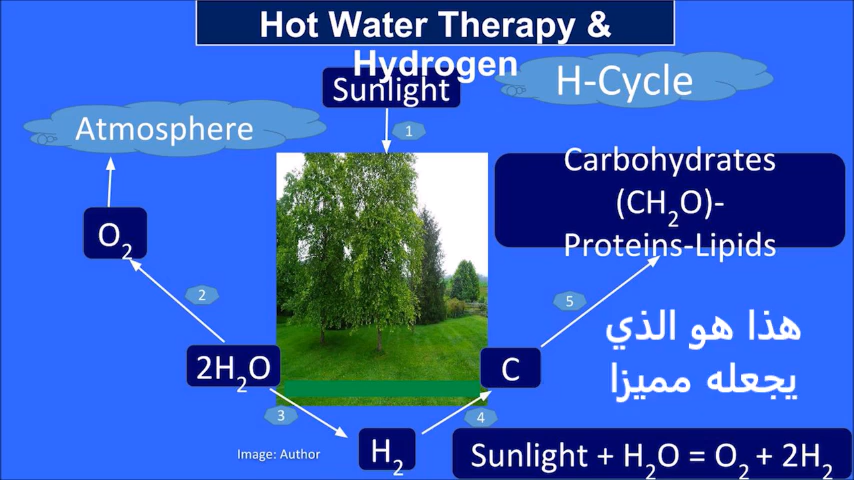 Hot Water Therapy &
Hydrogen
Sunlight
H-Cycle
Atmosphere
1
Carbohydrates
(CH₂O)-
Proteins-Lipids
O₂
2
5
هذا هو الذي
يجعله مميزا
2H₂O
C
3
4
H₂
Image: Author
Sunlight + H₂O = O₂ + 2H₂